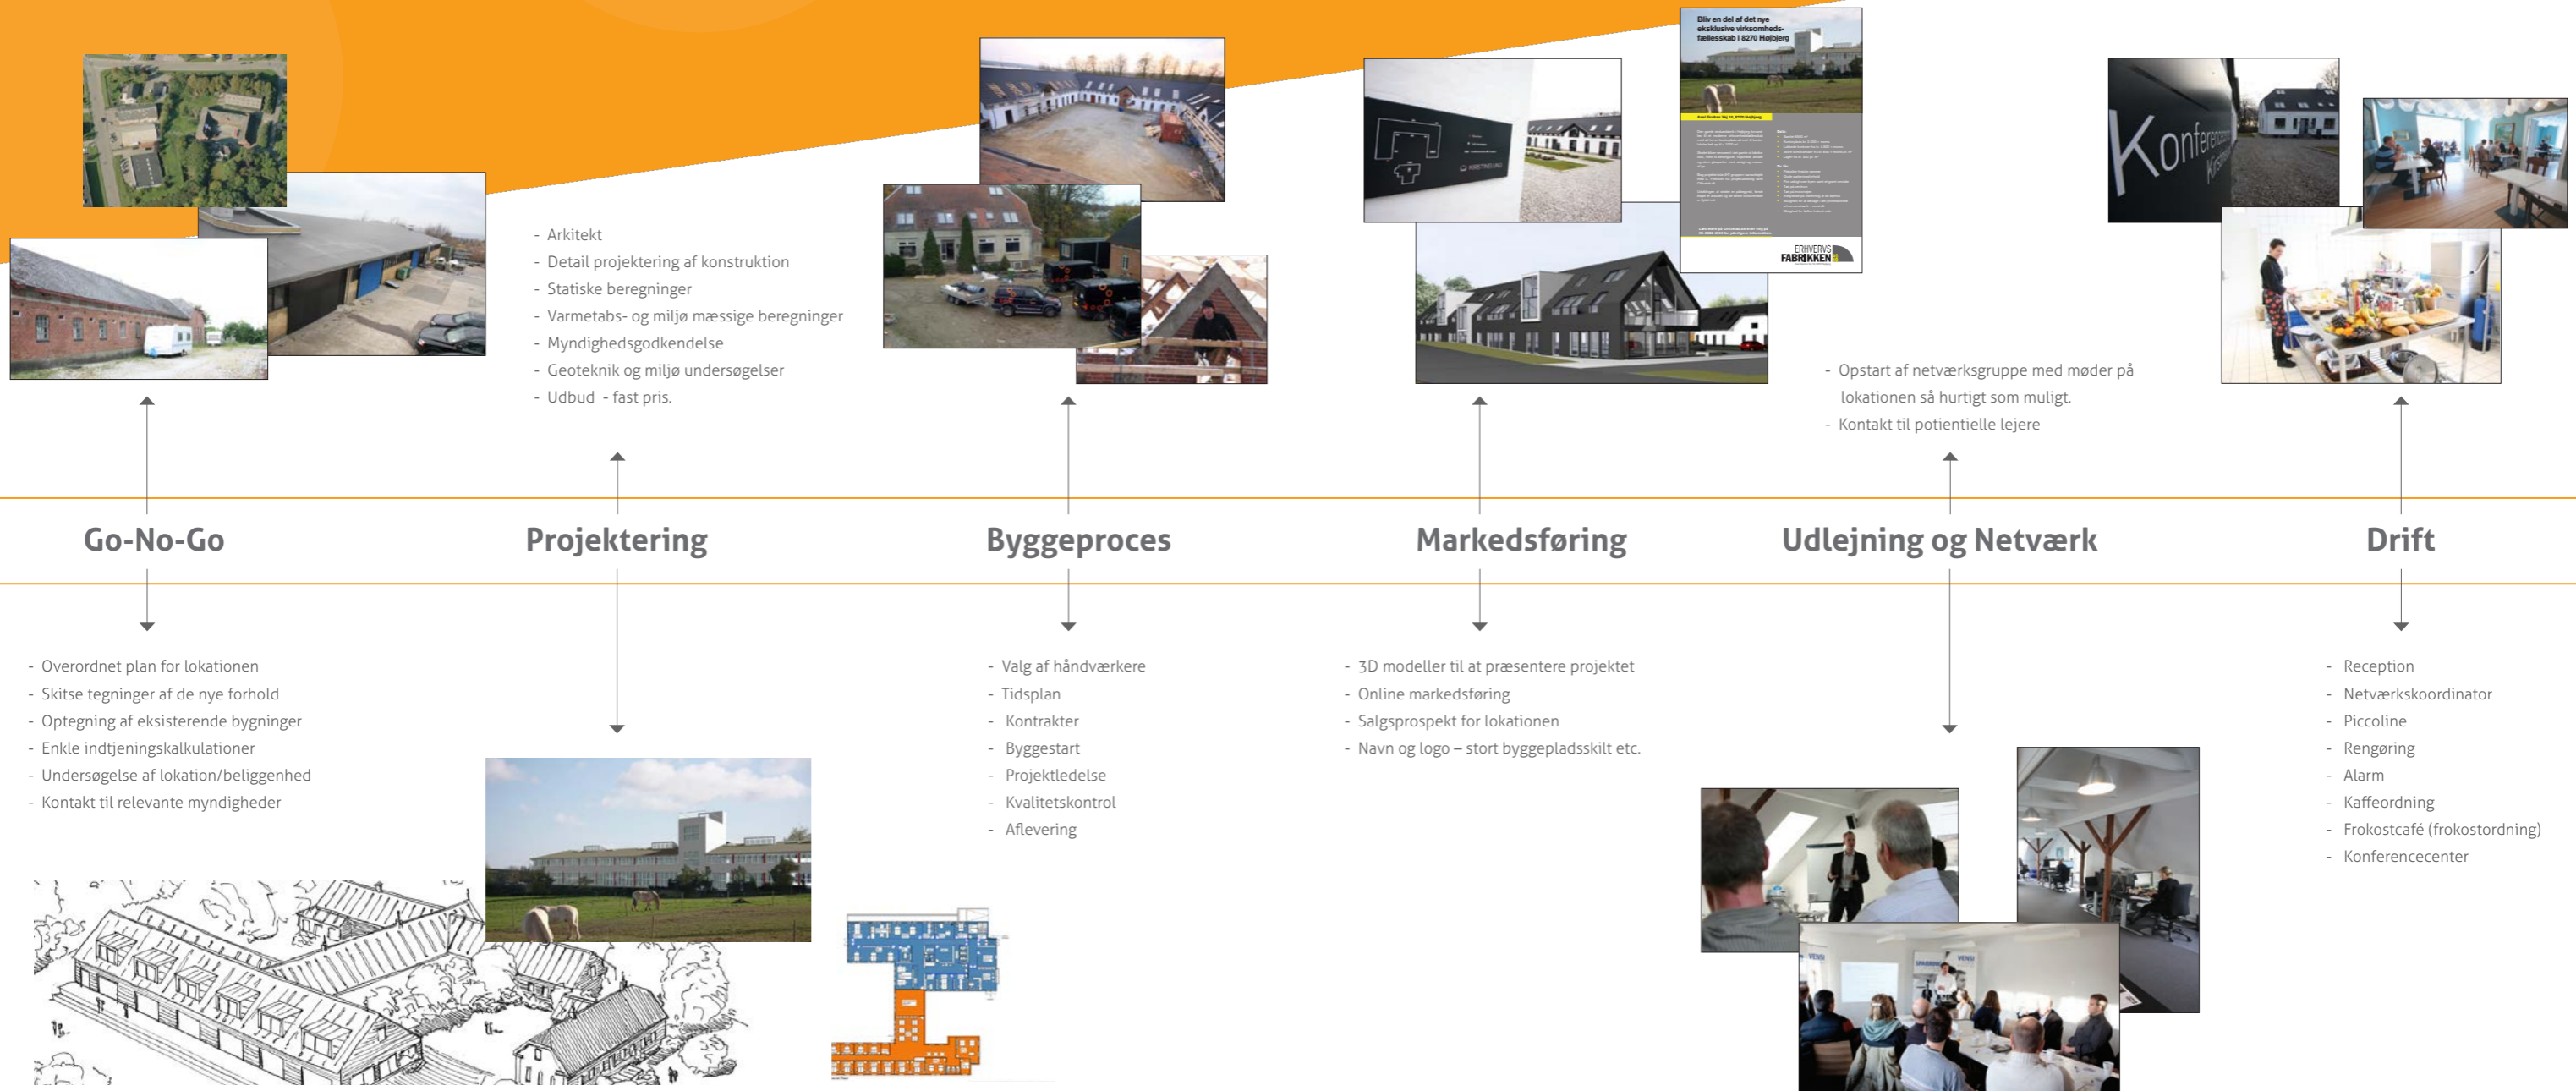 Bliv en del af det nye
eksklusive virksomheds-
fællesskab i 8270 Højbjerg
ERHVERVS
FABRIKKEN
Konferencecenter
KIRSTINELUND
- Arkitekt
- Detail projektering af konstruktion
- Statiske beregninger
- Varmetabs- og miljø mæssige beregninger
- Myndighedsgodkendelse
- Geoteknik og miljø undersøgelser
- Udbud - fast pris.
- Opstart af netværksgruppe med møder på
lokationen så hurtigt som muligt.
- Kontakt til potientielle lejere
Go-No-Go
Projektering
Byggeproces
Markedsføring
Udlejning og Netværk
Drift
- Overordnet plan for lokationen
- Skitse tegninger af de nye forhold
- Optegning af eksisterende bygninger
- Enkle indtjeningskalkulationer
- Undersøgelse af lokation/beliggenhed
- Kontakt til relevante myndigheder
- Valg af håndværkere
- Tidsplan
- Kontrakter
- Byggestart
- Projektledelse
- Kvalitetskontrol
- Aflevering
- 3D modeller til at præsentere projektet
- Online markedsføring
- Salgsprospekt for lokationen
- Navn og logo – stort byggepladsskilt etc.
- Reception
- Netværkskoordinator
- Piccoline
- Rengøring
- Alarm
- Kaffeordning
- Frokostcafé (frokostordning)
- Konferencecenter
VENSI
SPARRING
VENSI